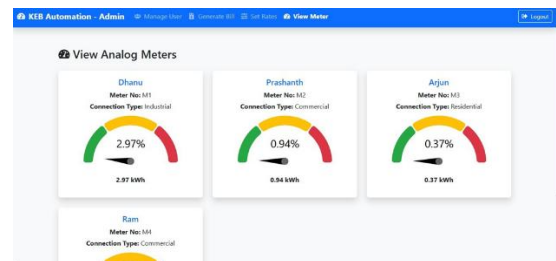 KEB Automation - Admin Manage User Generate Bill Set Rates View Meter Logout
View Analog Meters
Dhanu
Meter No: M1
Connection Type: Industrial
2.97%
2.97 kWh
Prashanth
Meter No: M2
Connection Type: Commercial
0.94%
0.94 kWh
Arjun
Meter No: M3
Connection Type: Residential
0.37%
0.37 kWh
Ram
Meter No: M4
Connection Type: Commercial